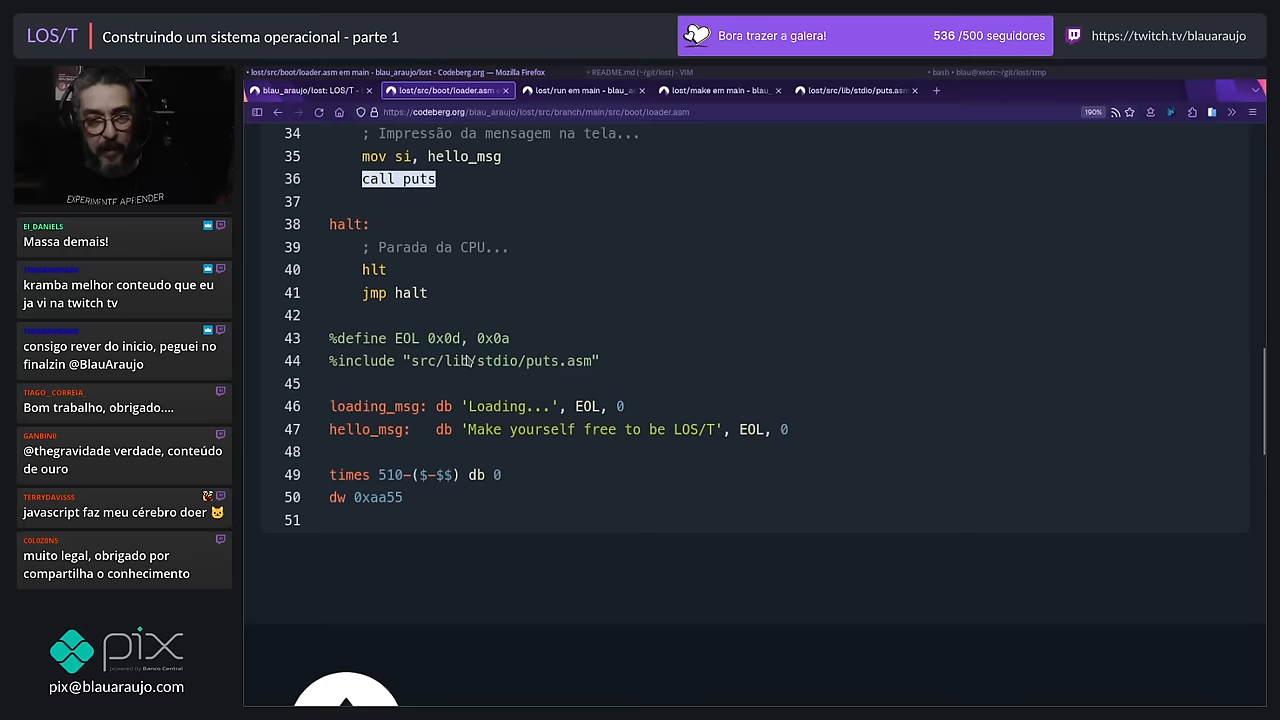 LOS/T
Construindo um sistema operacional - parte 1
Bora trazer a galera!
536 /500 seguidores
https://twitch.tv/blauaraujo
EXPERIMENTE APRENDER
EI_DANIELS
Massa demais!
kramba melhor conteudo que eu
ja vi na twitch tv
consigo rever do inicio, peguei no
finalzin @BlauAraujo
TIAGO_CORREIA
Bom trabalho, obrigado....
GANBIN0
@thegravidade verdade, conteúdo
de ouro
TERRYDAVISSS
javascript faz meu cérebro doer
C0L0Z0N5
muito legal, obrigado por
compartilha o conhecimento
pix
powered by Banco Central
pix@blauaraujo.com
lost/src/boot/loader.asm em main - blau_araujo/lost - Codeberg.org — Mozilla Firefox
README.md (~/git/lost) - VIM
bash • blau@xeon:~/git/lost/tmp
blau_araujo/lost: LOS/T -
lost/src/boot/loader.asm
lost/run em main - blau_
lost/make em main - blau_
lost/src/lib/stdio/puts.asm
https://codeberg.org/blau_araujo/lost/src/branch/main/src/boot/loader.asm
190%
34 ; Impressão da mensagem na tela...
35 mov si, hello_msg
36 call puts
37
38 halt:
39 ; Parada da CPU...
40 hlt
41 jmp halt
42
43 %define EOL 0x0d, 0x0a
44 %include "src/lib/stdio/puts.asm"
45
46 loading_msg: db 'Loading...', EOL, 0
47 hello_msg: db 'Make yourself free to be LOS/T', EOL, 0
48
49 times 510-($-$$) db 0
50 dw 0xaa55
51